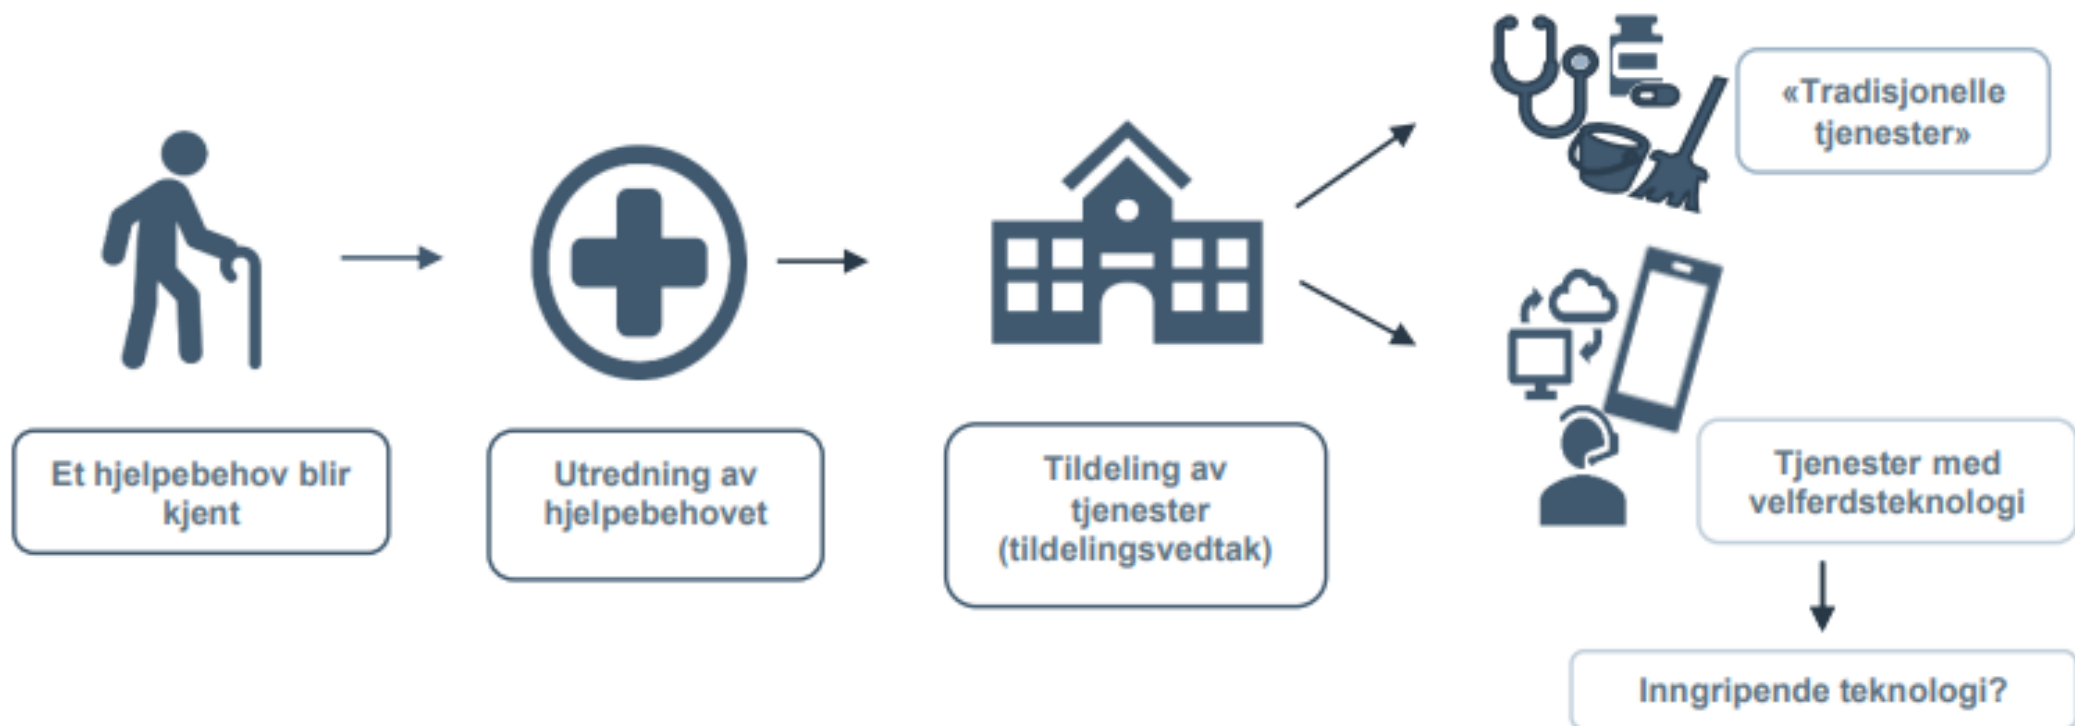 Et hjelpebehov blir
kjent
Utredning av
hjelpebehovet
Tildeling av
tjenester
(tildelingsvedtak)
«Tradisjonelle
tjenester»
Tjenester med
velferdsteknologi
Inngripende teknologi?